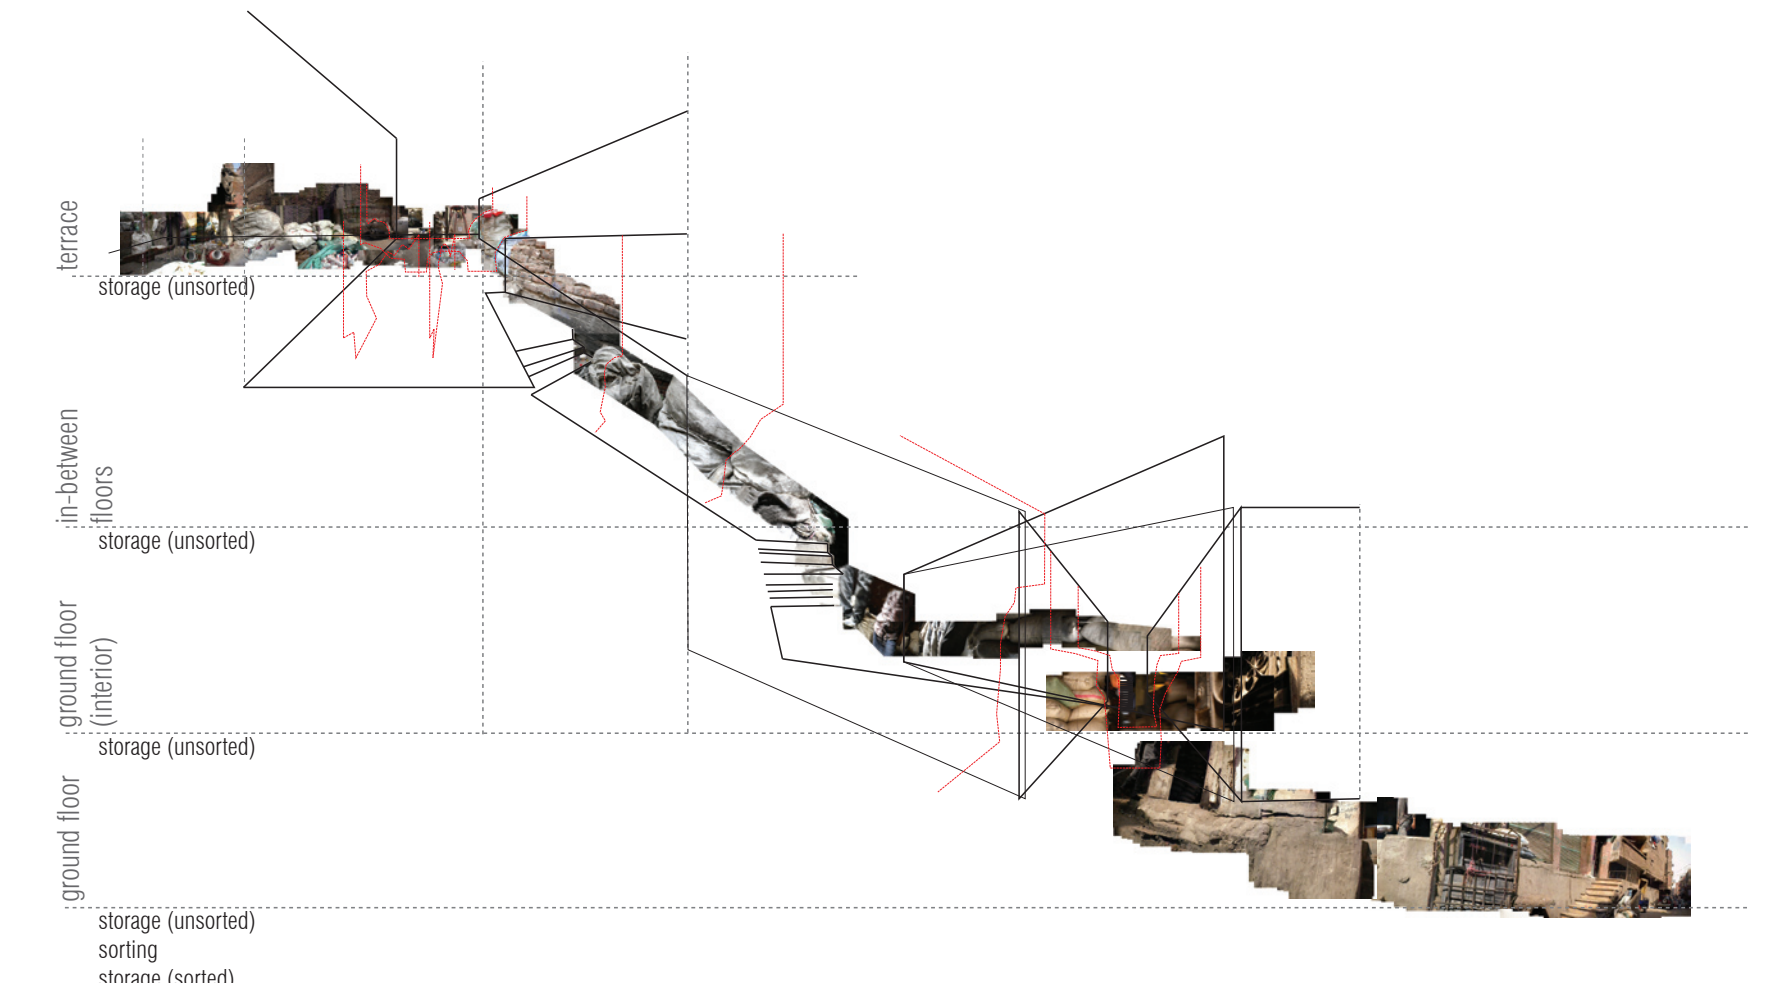 terrace
storage (unsorted)
in-between
floors
storage (unsorted)
ground floor
(interior)
storage (unsorted)
ground floor
storage (unsorted)
sorting
storage (sorted)